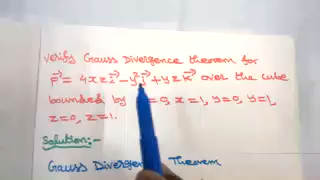 Verify Gauss Divergence theorem for
F⃗ = 4xz i⃗ - y² j⃗ + yz k⃗ over the cube
bounded by = 0, x = 1, y = 0, y = 1,
z = 0, z = 1.
Solution:-
Gauss Divergence Theorem